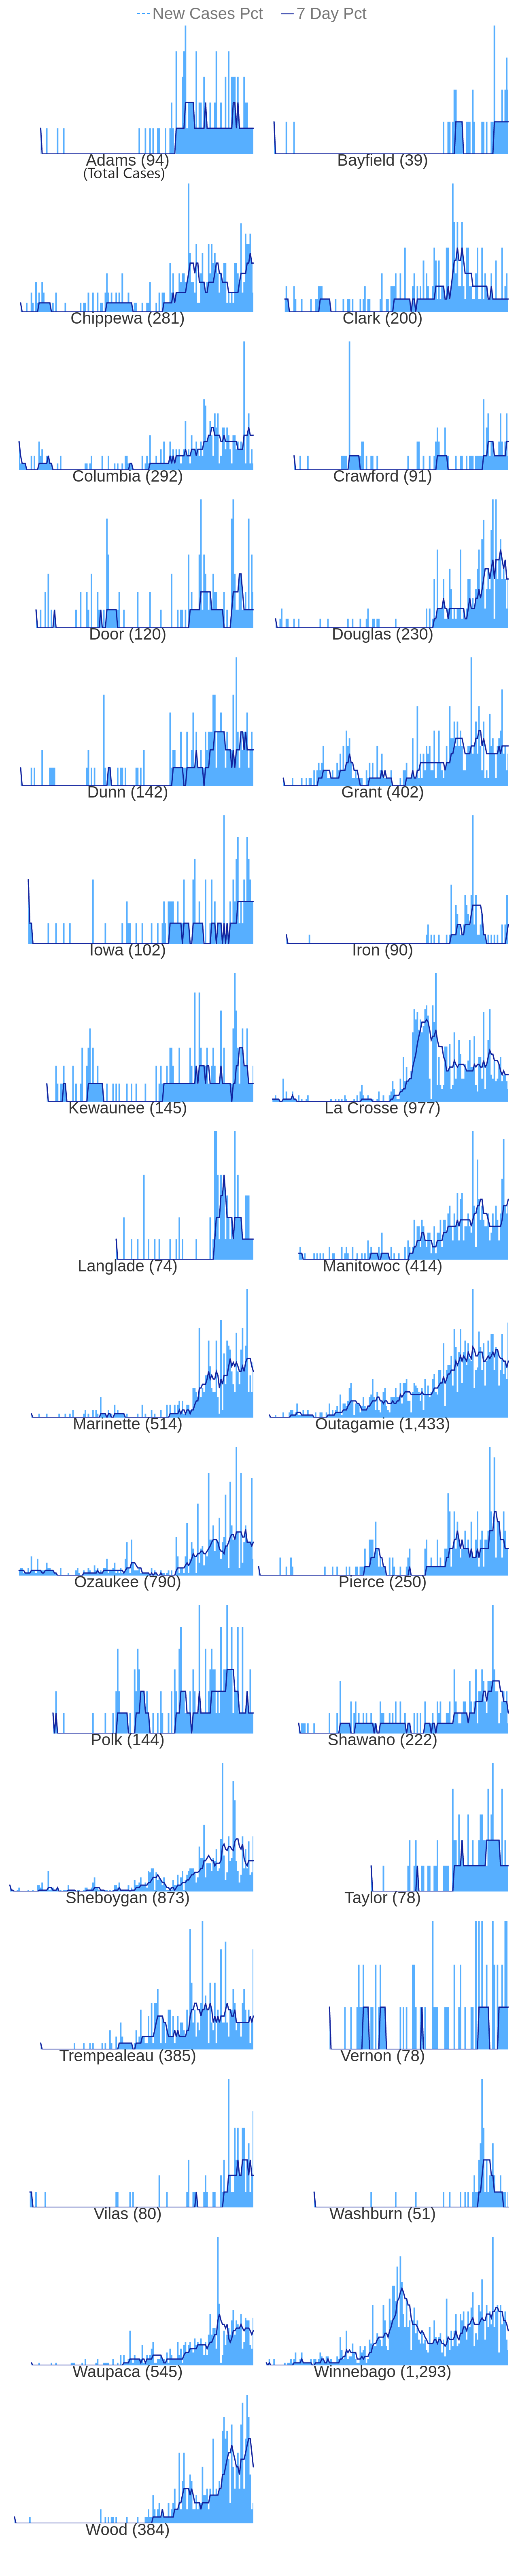 New Cases Pct 7 Day Pct
Adams (94) Bayfield (39)
(Total Cases)
Chippewa (281) Clark (200)
Columbia (292) Crawford (91)
Door (120) Douglas (230)
Dunn (142) Grant (402)
Iowa (102) Iron (90)
Kewaunee (145) La Crosse (977)
Langlade (74) Manitowoc (414)
Marinette (514) Outagamie (1,433)
Ozaukee (790) Pierce (250)
Polk (144) Shawano (222)
Sheboygan (873) Taylor (78)
Trempealeau (385) Vernon (78)
Vilas (80) Washburn (51)
Waupaca (545) Winnebago (1,293)
Wood (384)